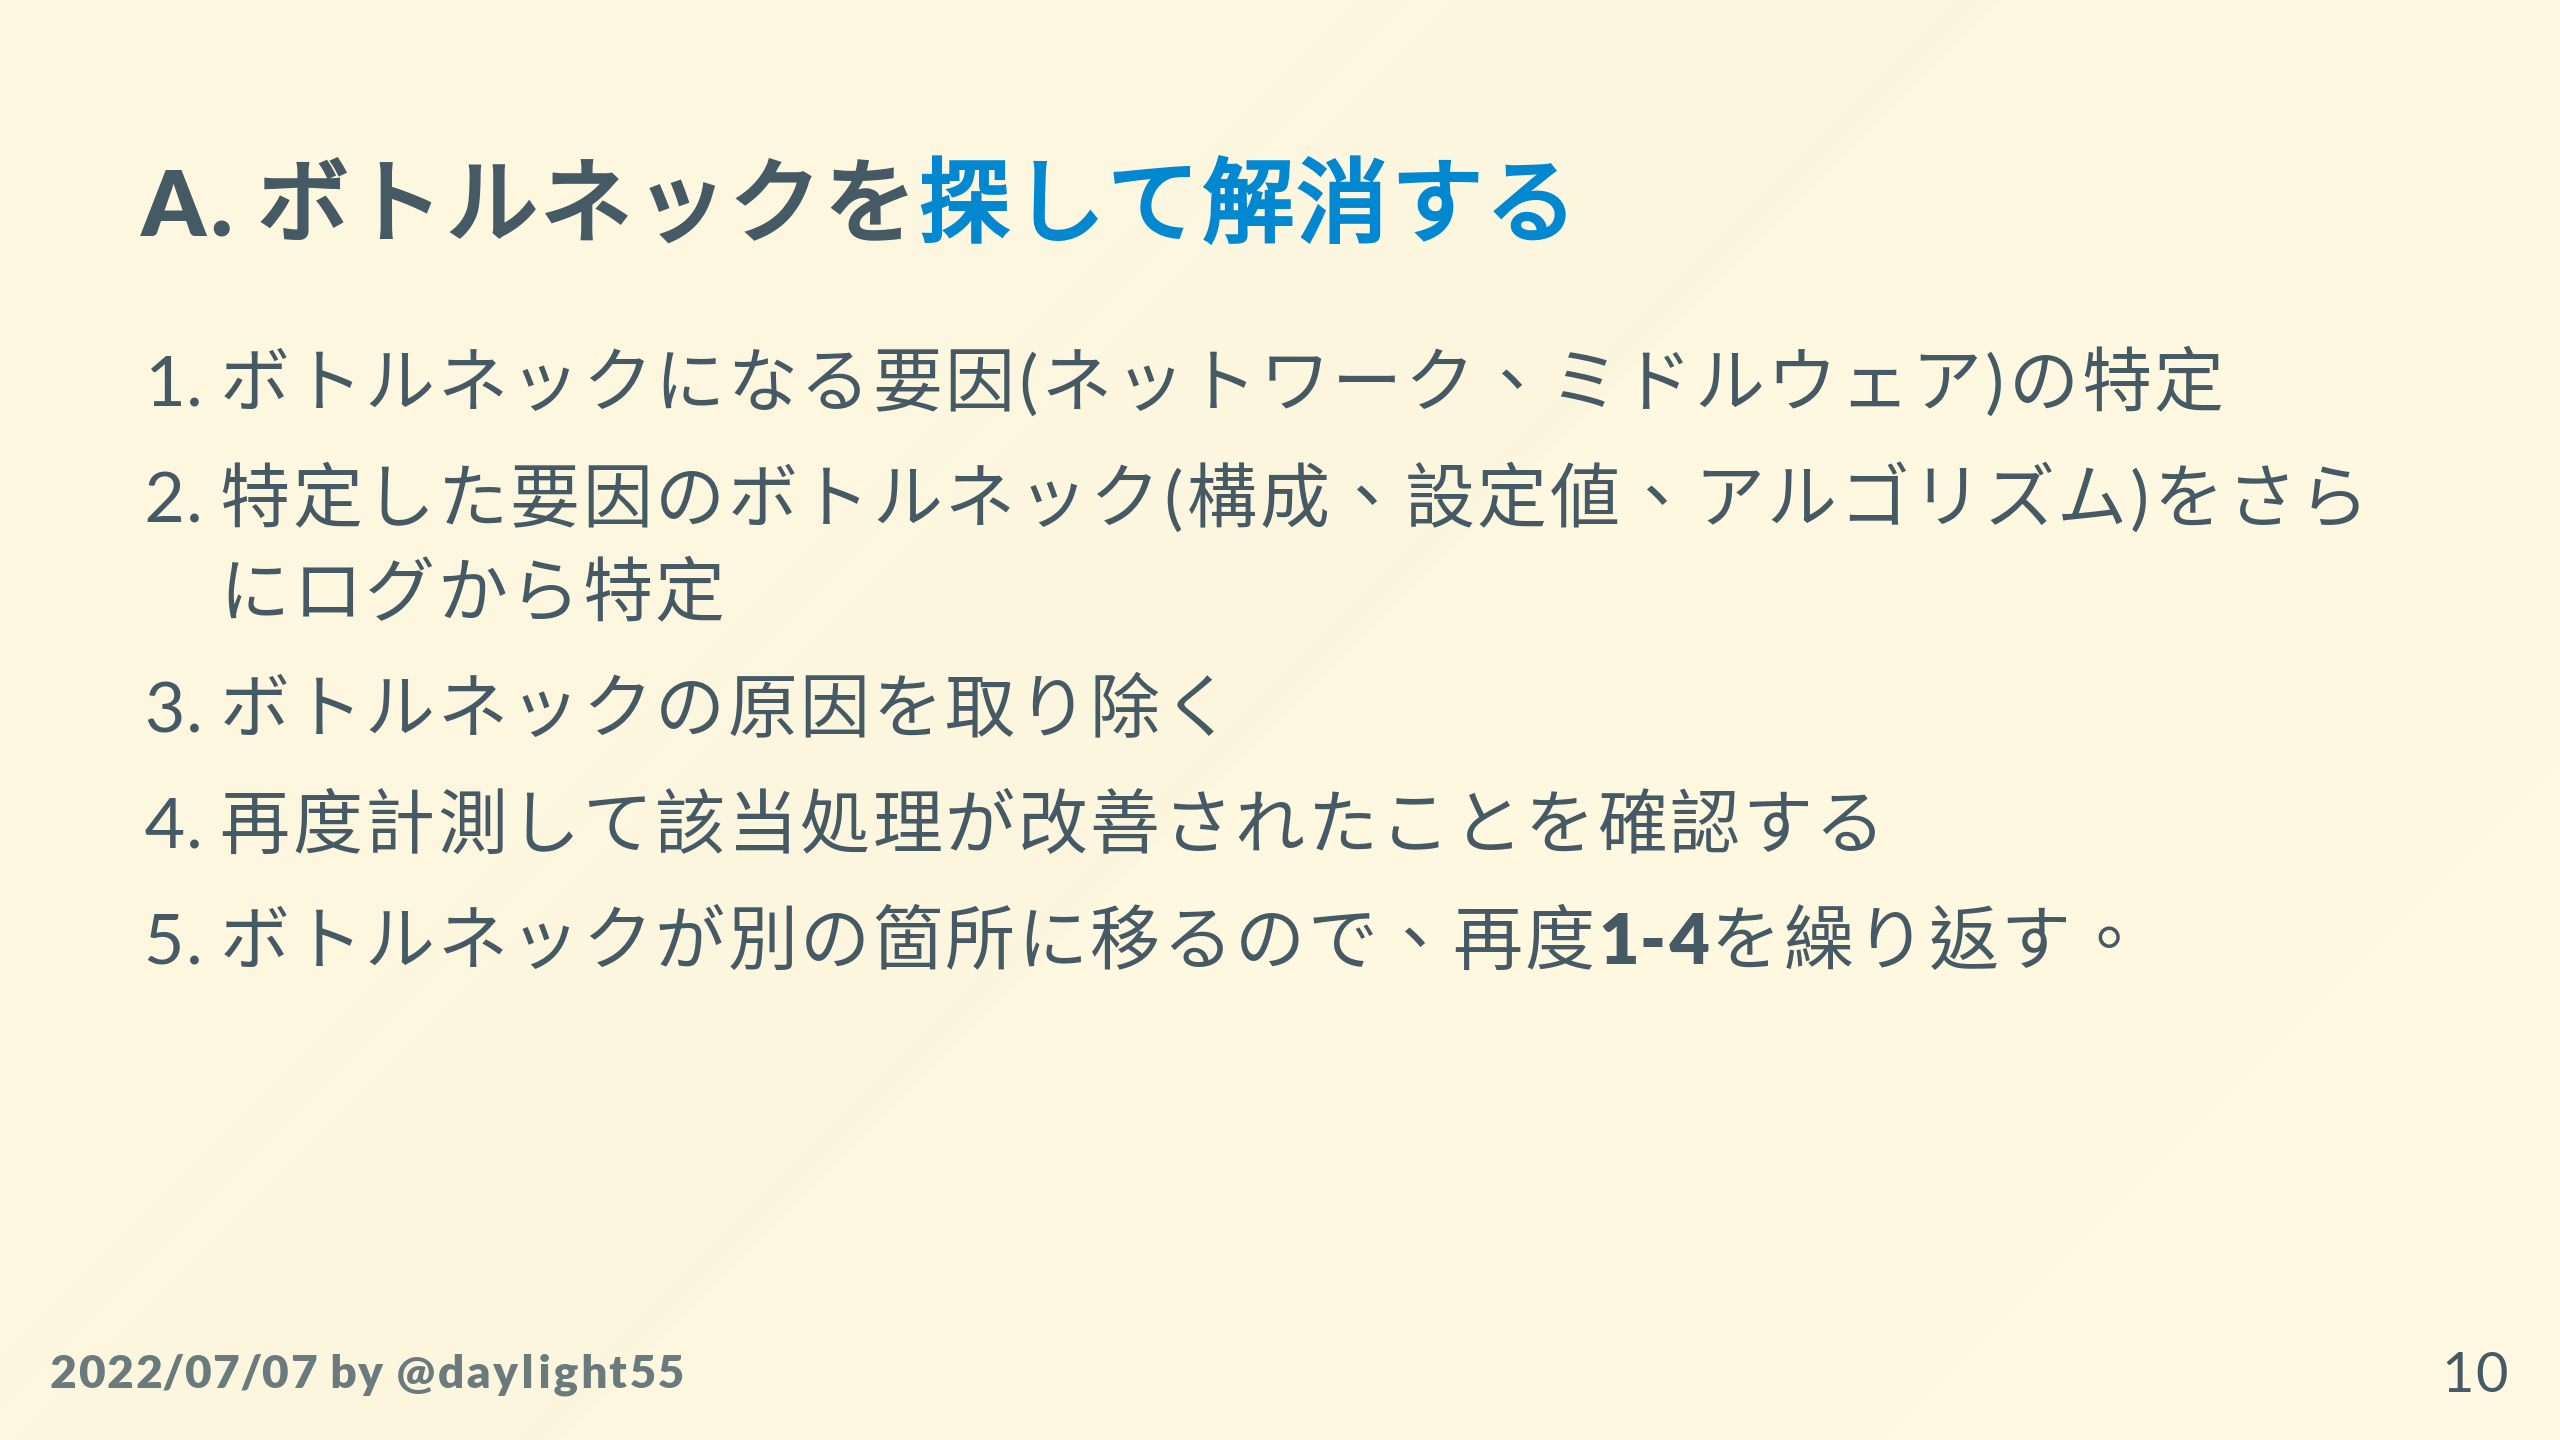 A. ボトルネックを探して解消する
1. ボトルネックになる要因(ネットワーク、ミドルウェア)の特定
2. 特定した要因のボトルネック(構成、設定値、アルゴリズム)をさら
にログから特定
3. ボトルネックの原因を取り除く
4. 再度計測して該当処理が改善されたことを確認する
5. ボトルネックが別の箇所に移るので、再度1-4を繰り返す。
2022/07/07 by @daylight55
10